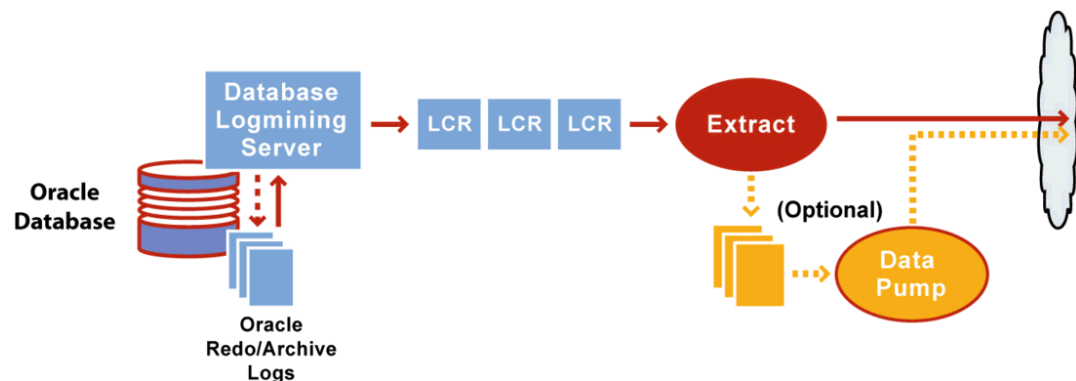 Database
Logmining
Server
LCR
LCR
LCR
Extract
Oracle
Database
(Optional)
Data
Pump
Oracle
Redo/Archive
Logs